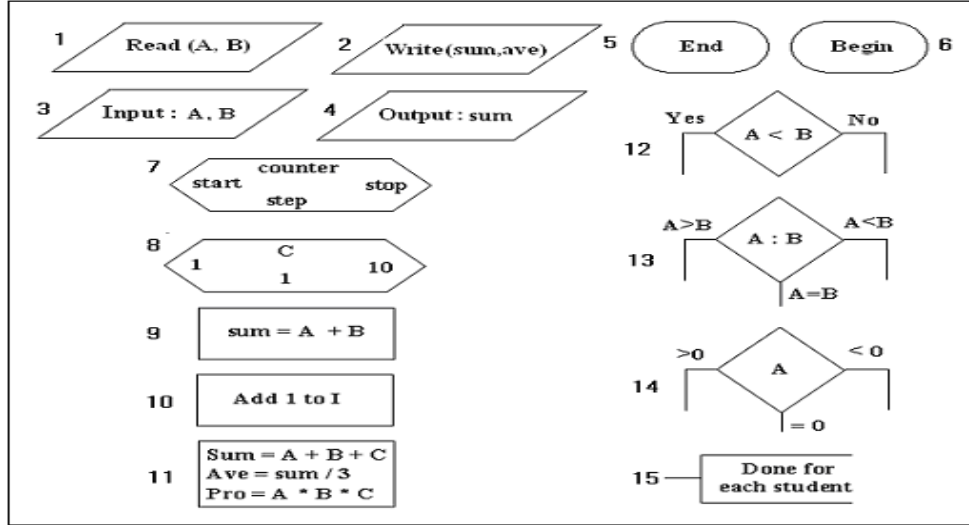 1 Read (A, B)
2 Write(sum,ave)
5 End
Begin 6
3 Input : A, B
4 Output : sum
7 counter
start stop
step
8 C
1 10
1
9 sum = A + B
10 Add 1 to I
11 Sum = A + B + C
Ave = sum / 3
Pro = A * B * C
12 Yes A < B No
13 A>B A : B A<B
A=B
14 >0 A < 0
= 0
15 Done for
each student